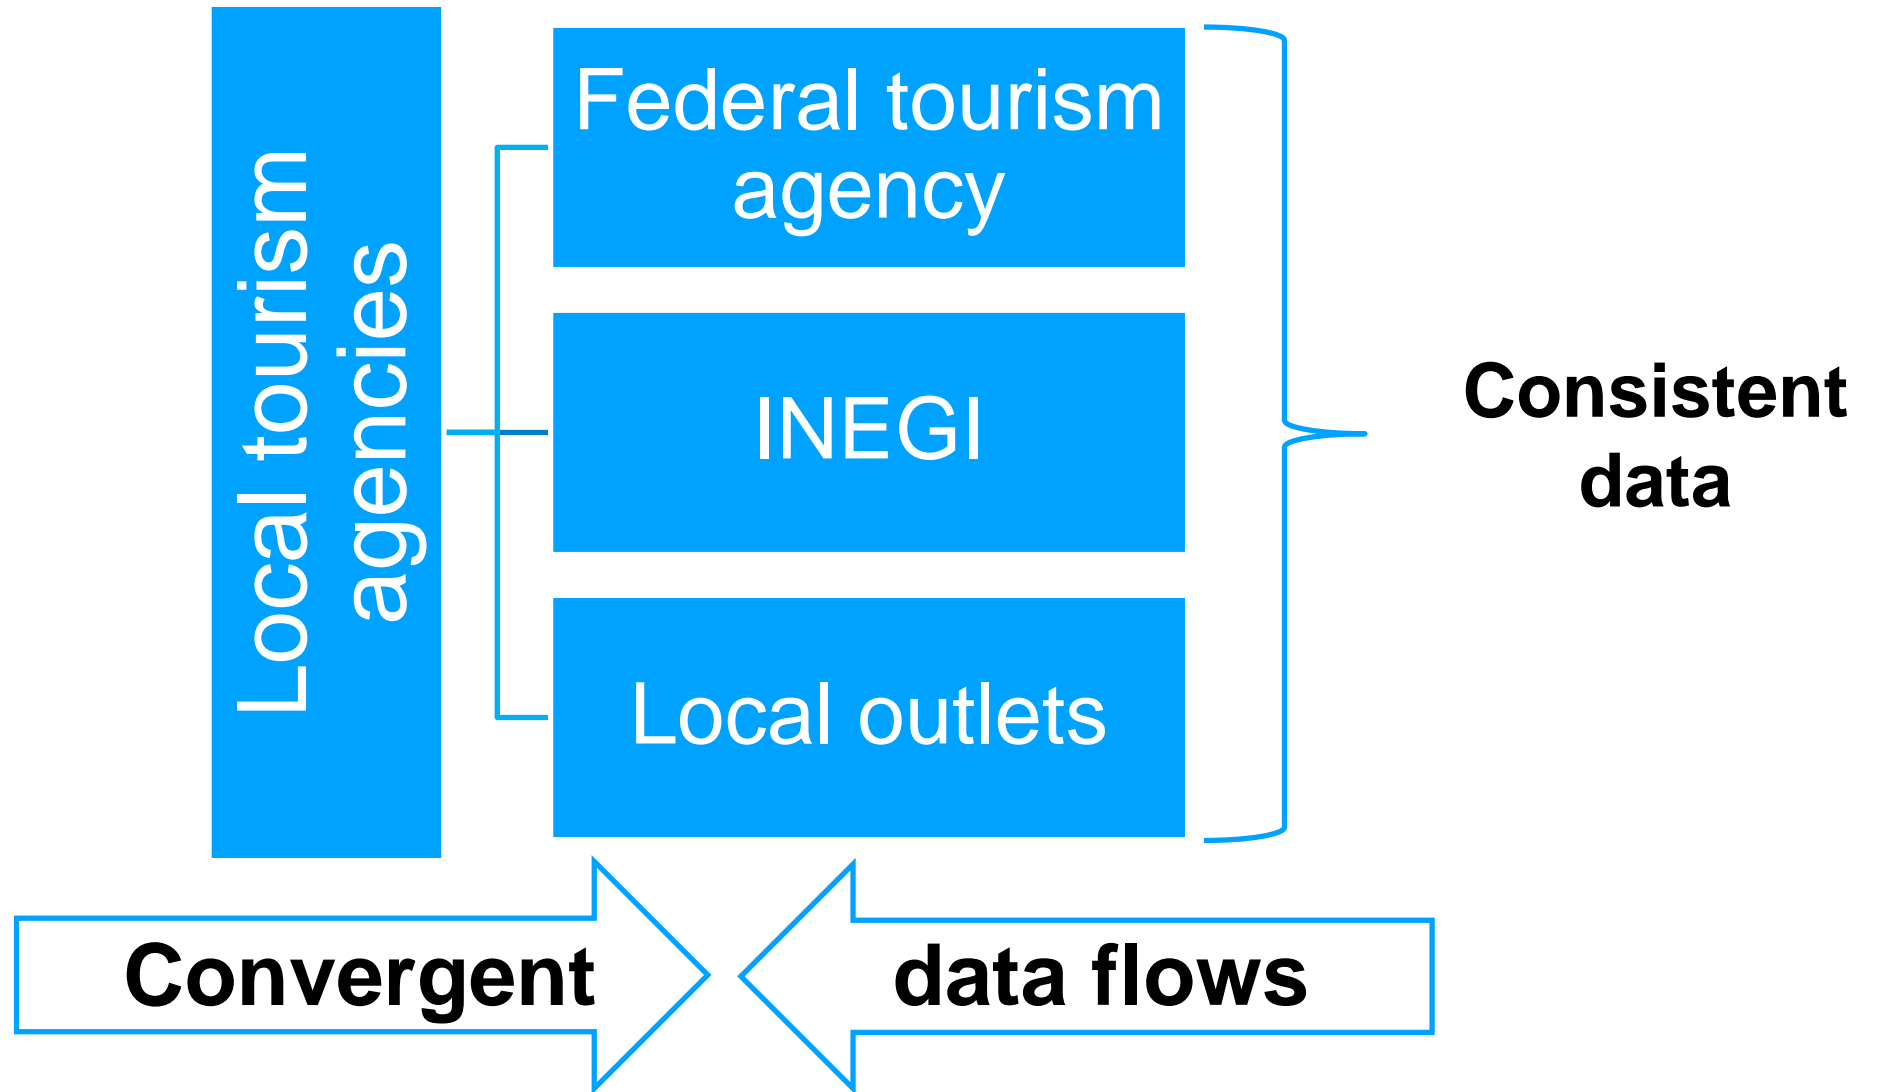 Local tourism
agencies
Federal tourism
agency
INEGI
Local outlets
Consistent
data
Convergent
data flows